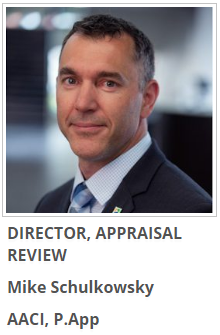 DIRECTOR, APPRAISAL
REVIEW
Mike Schulkowsky
AACI, P.App